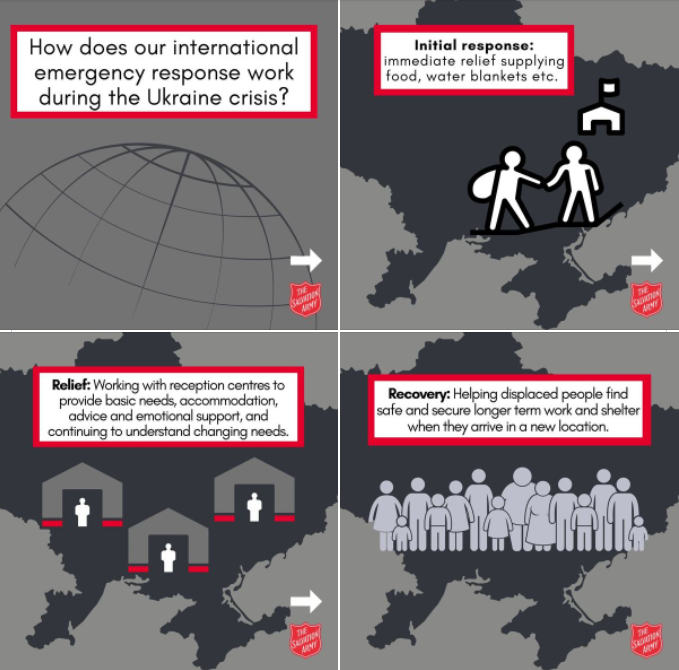 How does our international
emergency response work
during the Ukraine crisis?
THE
SALVATION
ARMY
Initial response:
immediate relief supplying
food, water blankets etc.
THE
SALVATION
ARMY
Relief: Working with reception centres to
provide basic needs, accommodation,
advice and emotional support, and
continuing to understand changing needs.
THE
SALVATION
ARMY
Recovery: Helping displaced people find
safe and secure longer term work and shelter
when they arrive in a new location.
THE
SALVATION
ARMY